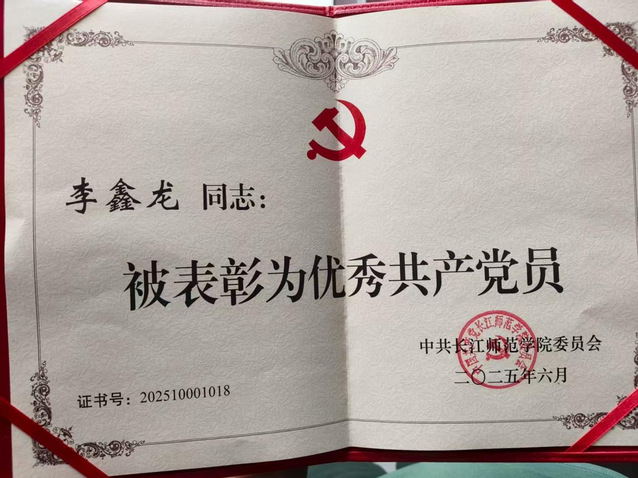 李鑫龙 同志：
被表彰为优秀共产党员
中共长江师范学院委员会
二〇二五年六月
证书号：202510001018